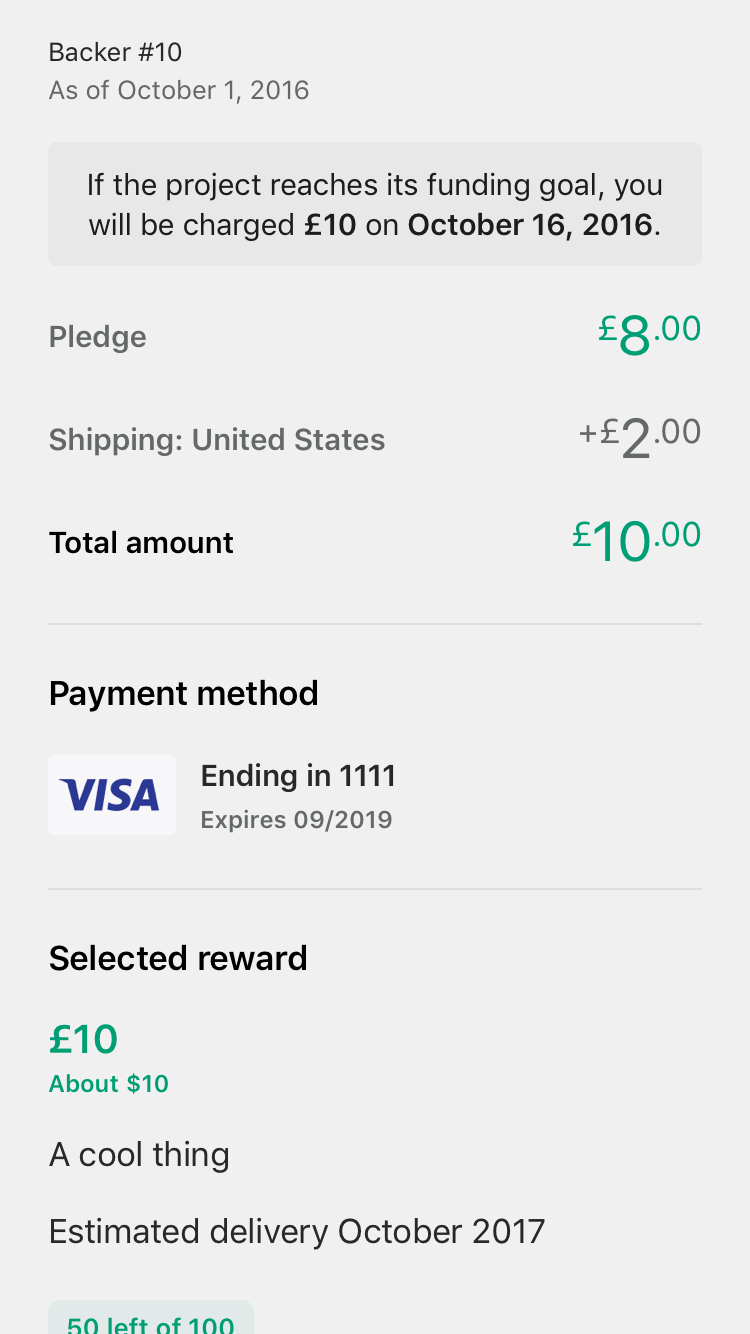 Backer #10
As of October 1, 2016
If the project reaches its funding goal, you
will be charged £10 on October 16, 2016.
Pledge £8.00
Shipping: United States +£2.00
Total amount £10.00
Payment method
VISA
Ending in 1111
Expires 09/2019
Selected reward
£10
About $10
A cool thing
Estimated delivery October 2017
50 left of 100